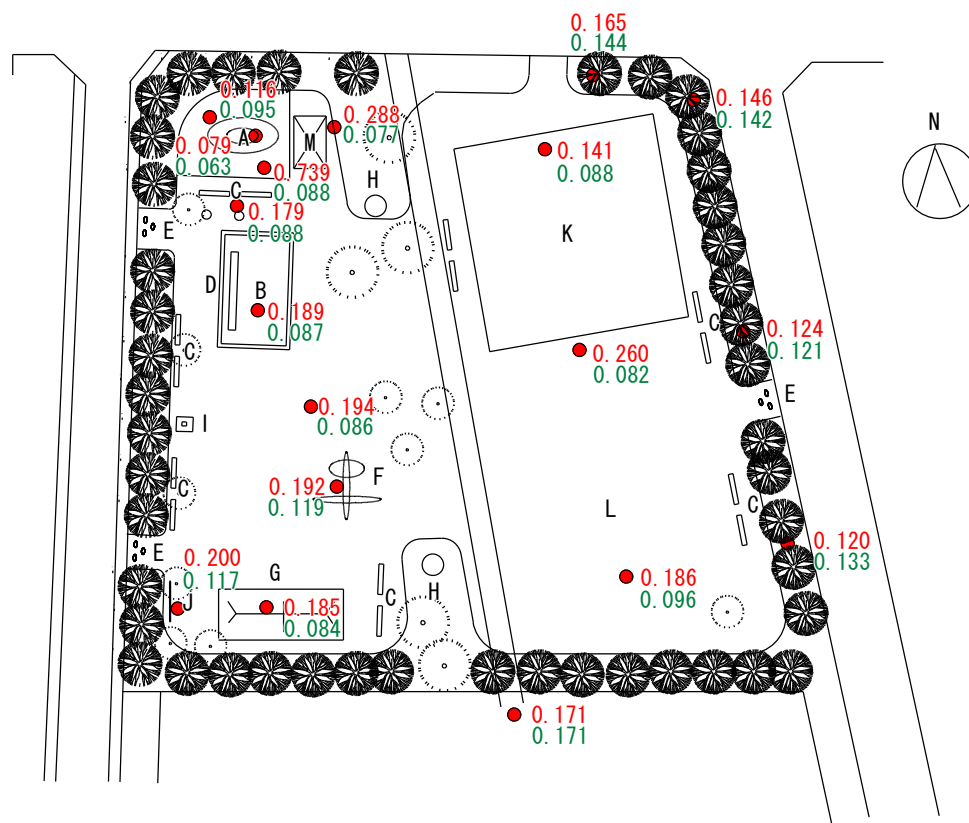 0.165
0.144
0.116
0.095
0.146
0.142
0.288
0.077
N
A
M
0.079
0.063
0.141
0.088
0.739
0.088
C
H
0.179
0.088
E
K
D
B
0.189
0.087
C
0.124
0.121
C
0.260
0.082
E
0.194
0.086
I
F
0.192
0.119
C
C
L
0.120
0.133
E
0.200
0.117
G
0.186
0.096
H
C
J
0.185
0.084
0.171
0.171